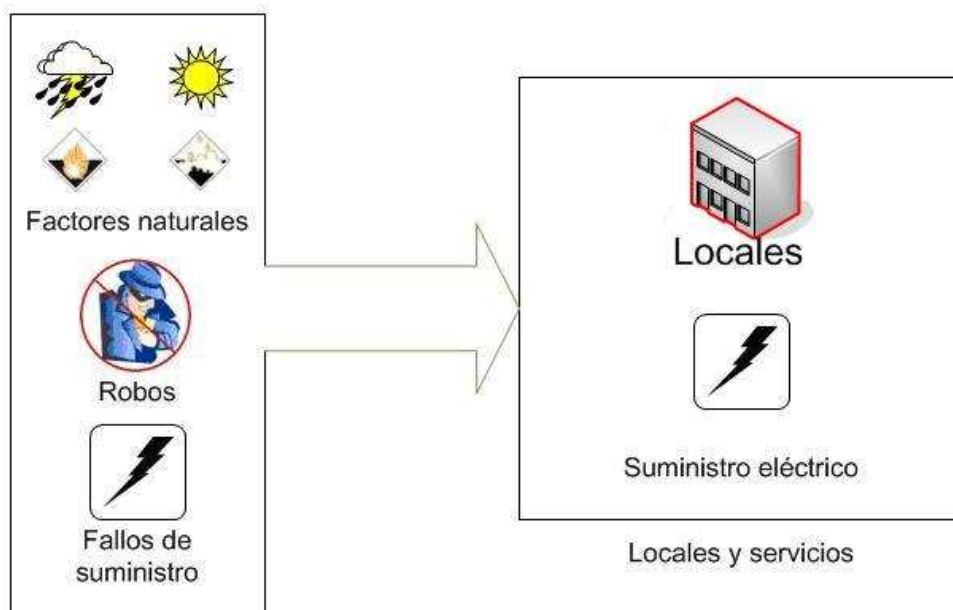 Factores naturales
Robos
Fallos de
suministro
Locales
Suministro eléctrico
Locales y servicios